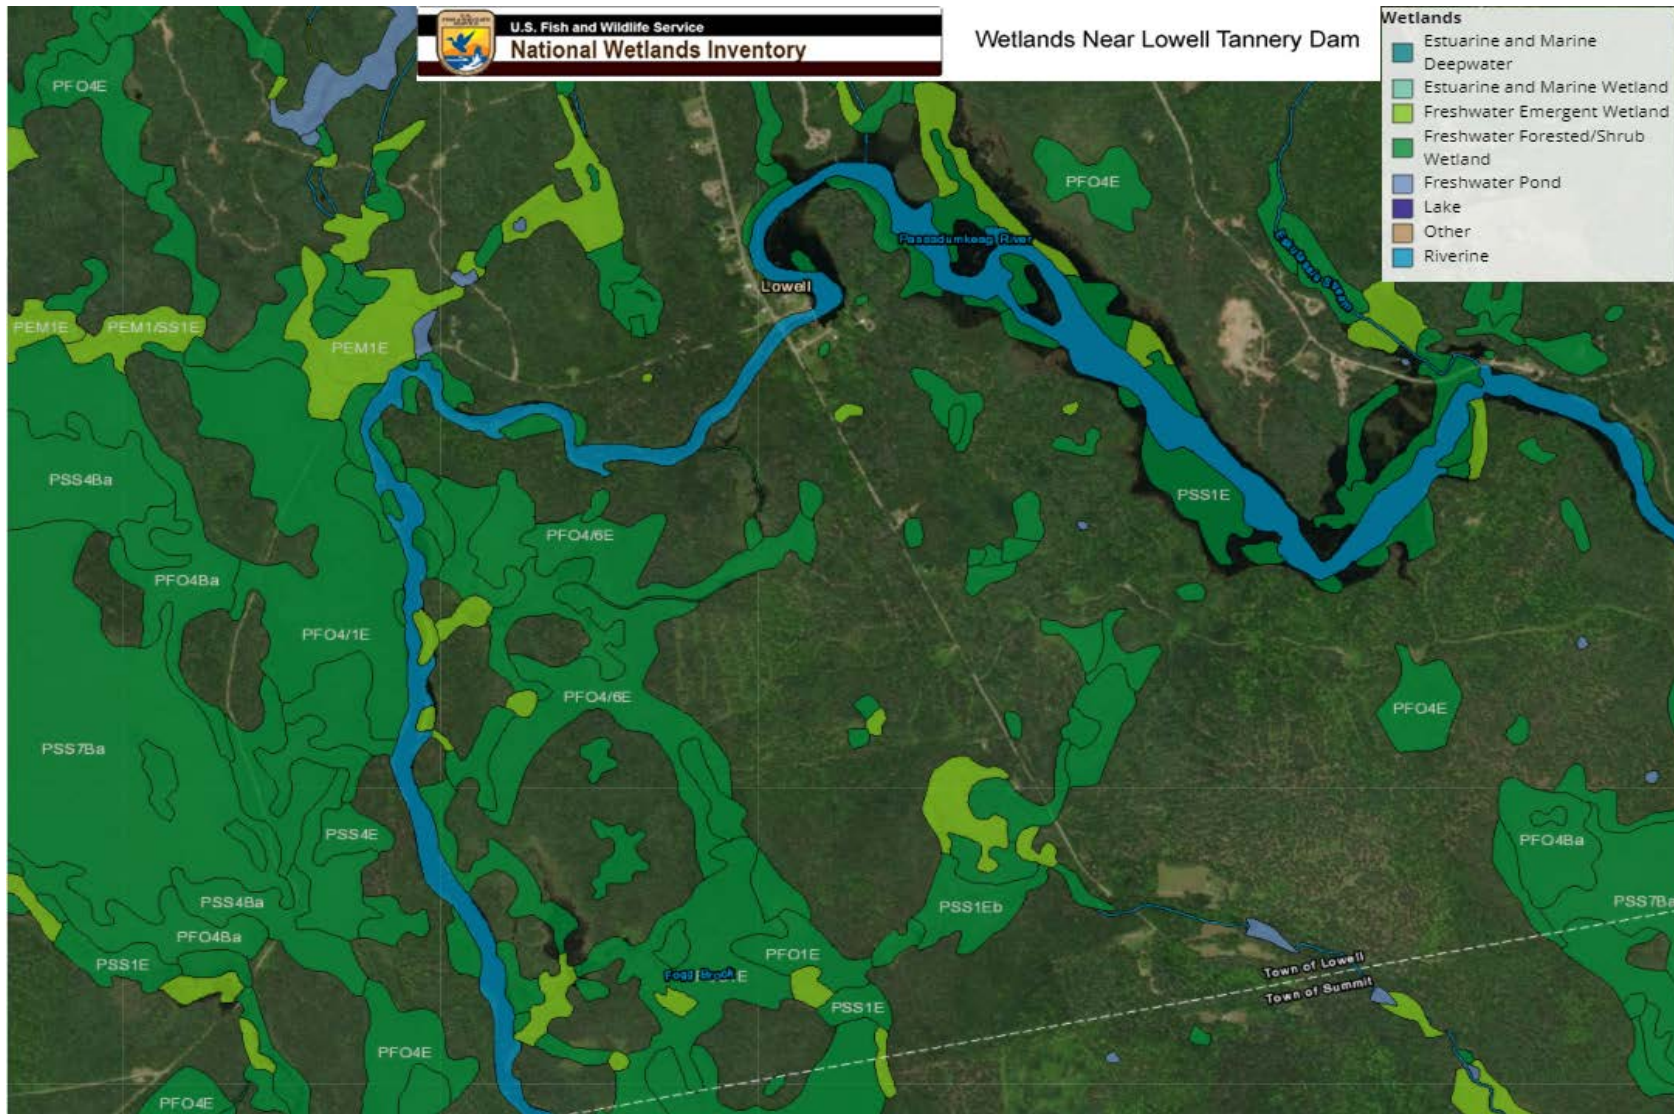 U.S. Fish and Wildlife Service
National Wetlands Inventory
Wetlands Near Lowell Tannery Dam
Wetlands
Estuarine and Marine
Deepwater
Estuarine and Marine Wetland
Freshwater Emergent Wetland
Freshwater Forested/Shrub
Wetland
Freshwater Pond
Lake
Other
Riverine
PFO4E
PFO4E
Passadumkeag River
Lowell
PEM1E
PEM1/SS1E
PEM1E
PSS4Ba
PSS1E
PFO4/6E
PFO4Ba
PFO4/1E
PFO4/6E
PFO4E
PSS7Ba
PSS4E
PFO4Ba
PSS4Ba
PSS1Eb
PSS7Ba
PFO4Ba
PFO1E
PSS1E
Fogg Brook
Town of Lowell
Town of Summit
PSS1E
PFO4E
PFO4E